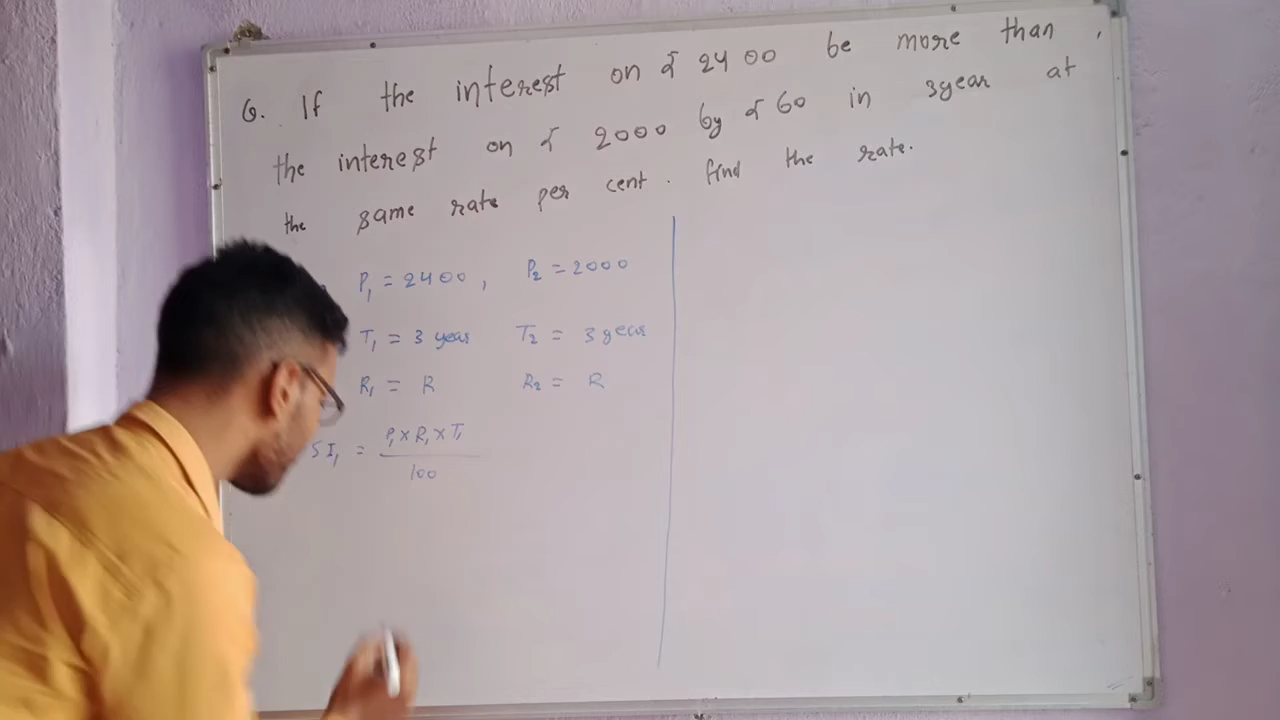 Q. If the interest on ₹ 2400 be more than,
the interest on ₹ 2000 by ₹ 60 in 3year at
the same rate per cent. find the rate.
P₁ = 2400, P₂ = 2000
T₁ = 3 year T₂ = 3 year
R₁ = R R₂ = R
SI₁ = P₁ × R₁ × T₁
100